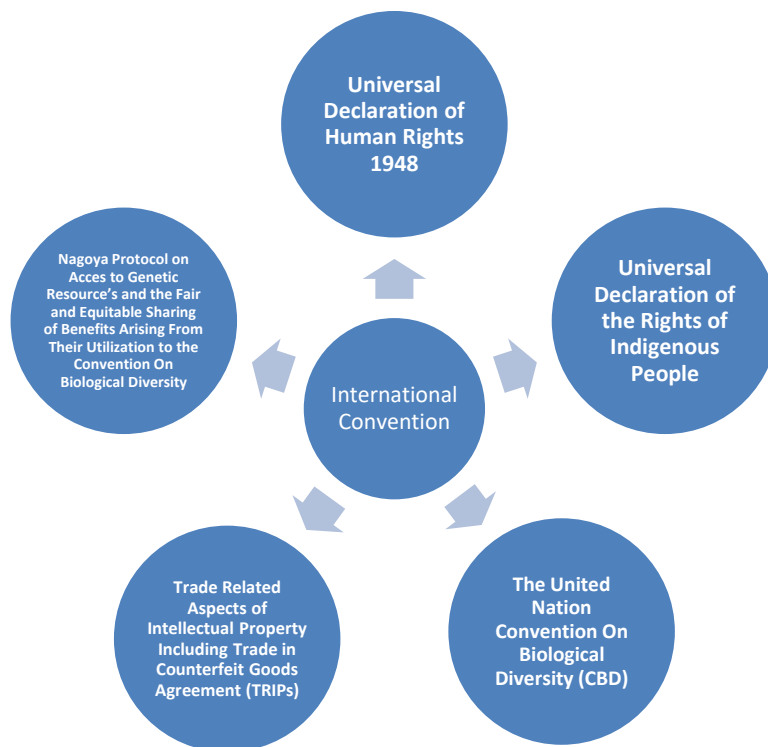 Universal
Declaration of
Human Rights
1948
Universal
Declaration of
the Rights of
Indigenous
People
The United
Nation
Convention On
Biological
Diversity (CBD)
Trade Related
Aspects of
Intellectual Property
Including Trade in
Counterfeit Goods
Agreement (TRIPs)
Nagoya Protocol on
Acces to Genetic
Resource’s and the Fair
and Equitable Sharing
of Benefits Arising From
Their Utilization to the
Convention On
Biological Diversity
International
Convention